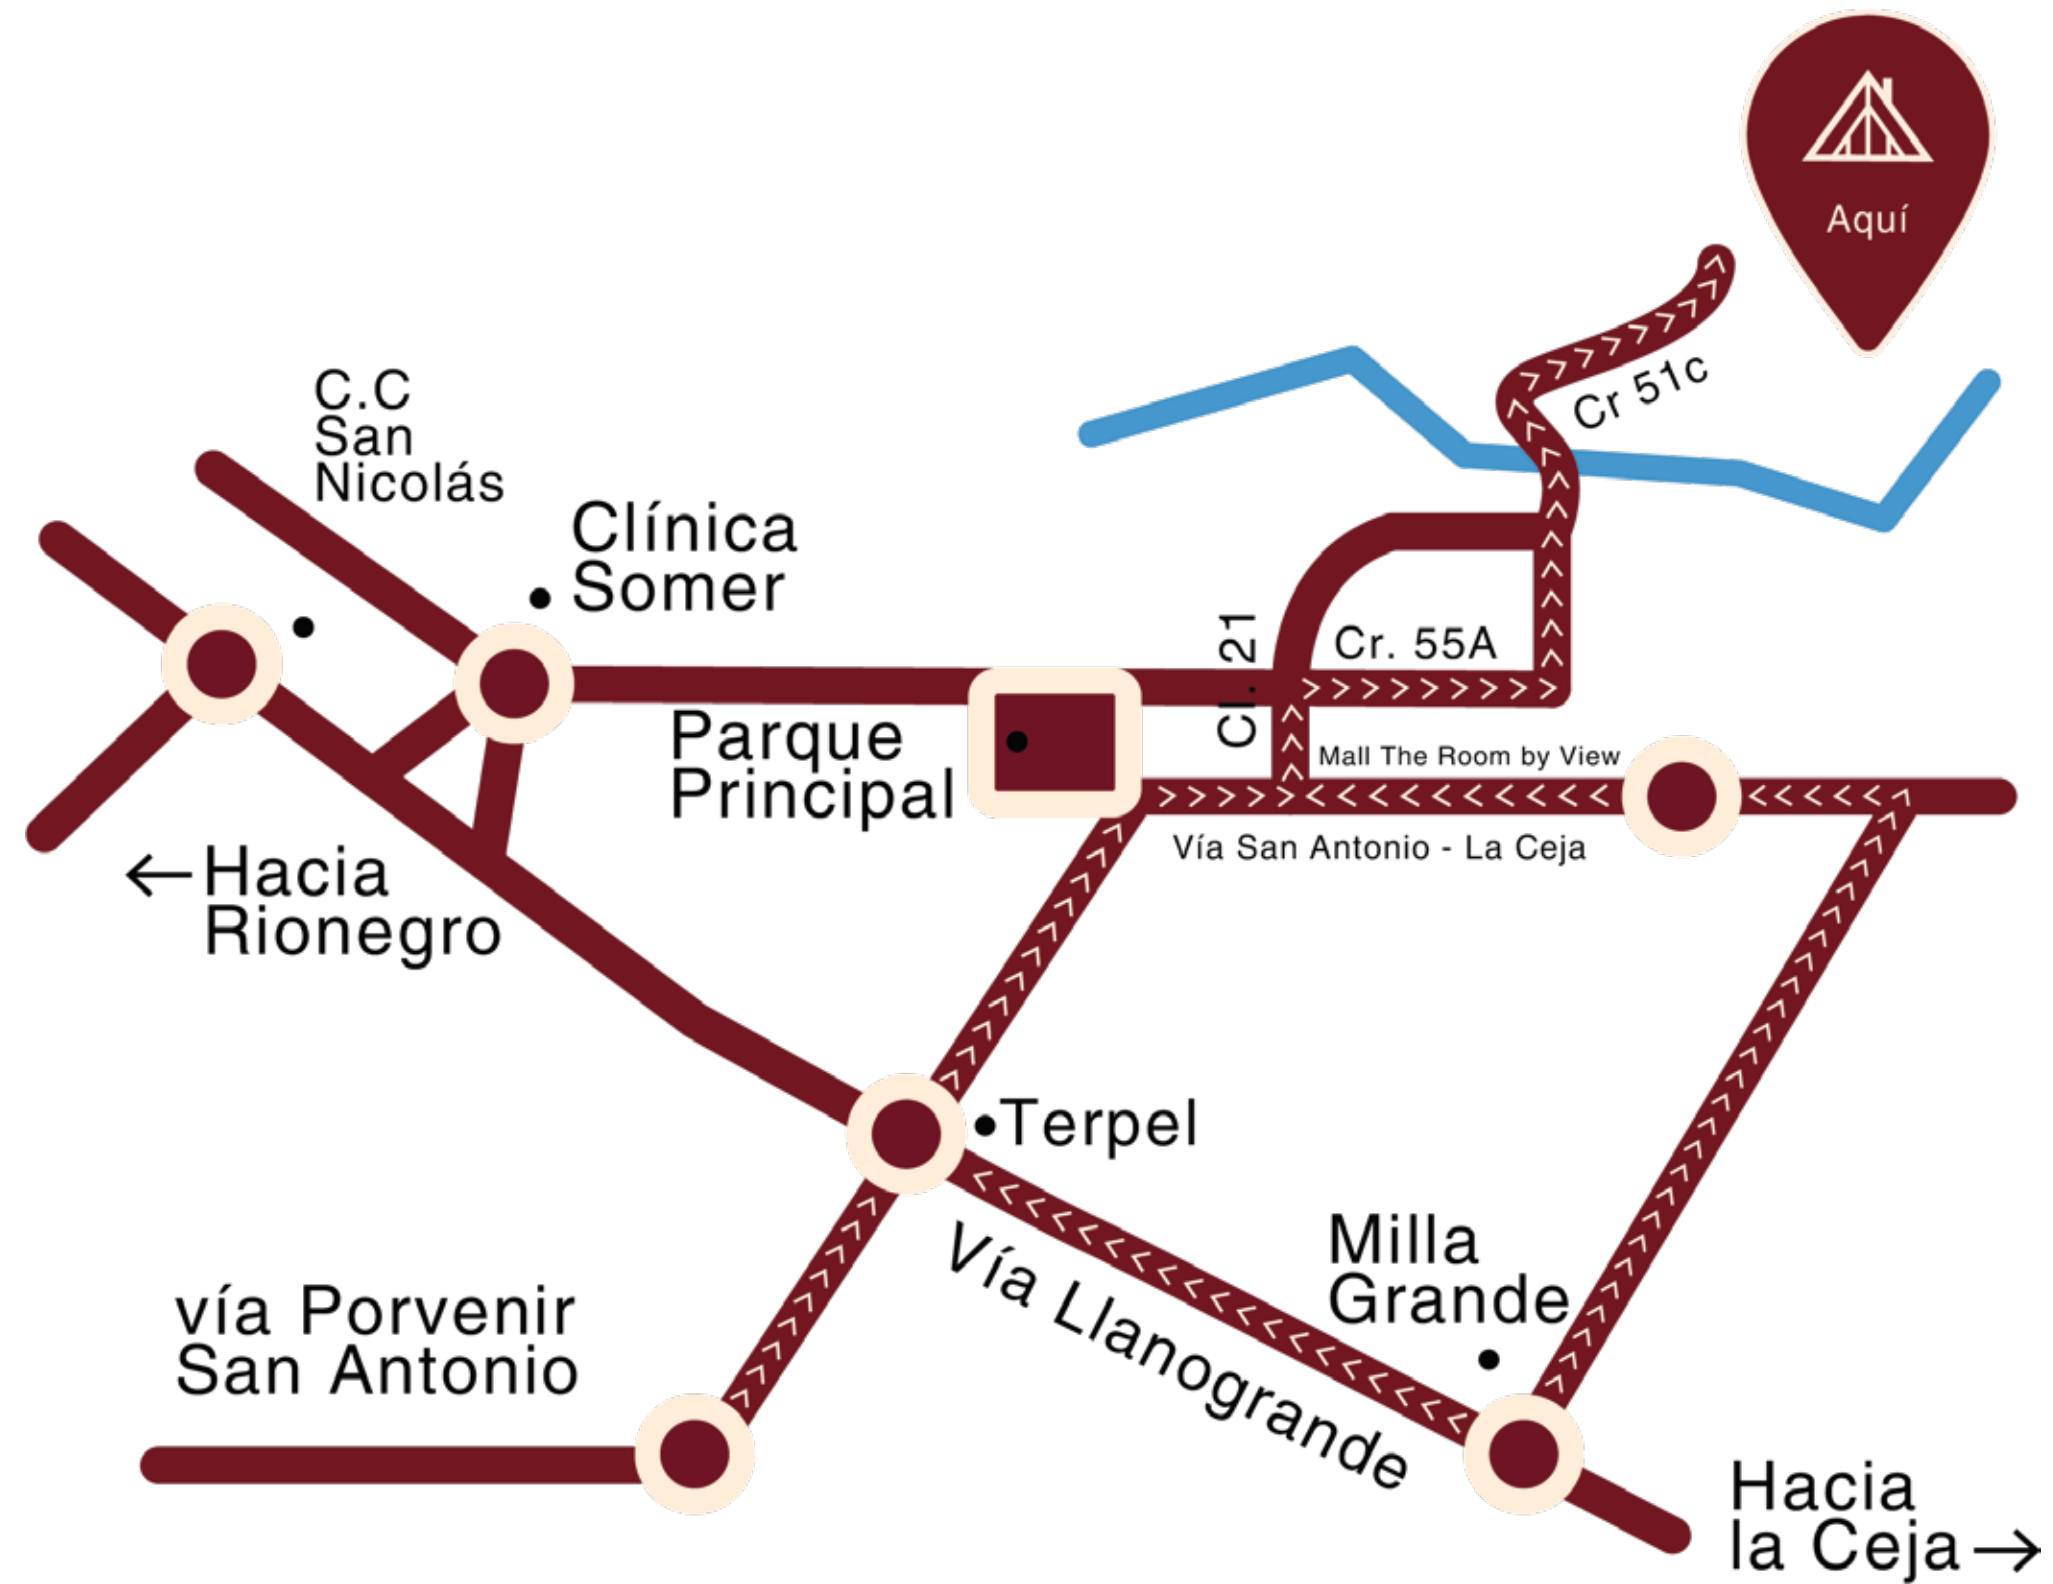 Aquí
Cr 51c
C.C
San
Nicolás
Clínica
Somer
Cl. 21
Cr. 55A
Parque
Principal
Mall The Room by View
Vía San Antonio - La Ceja
←Hacia
Rionegro
Terpel
Vía Llanogrande
Milla
Grande
vía Porvenir
San Antonio
Hacia
la Ceja→